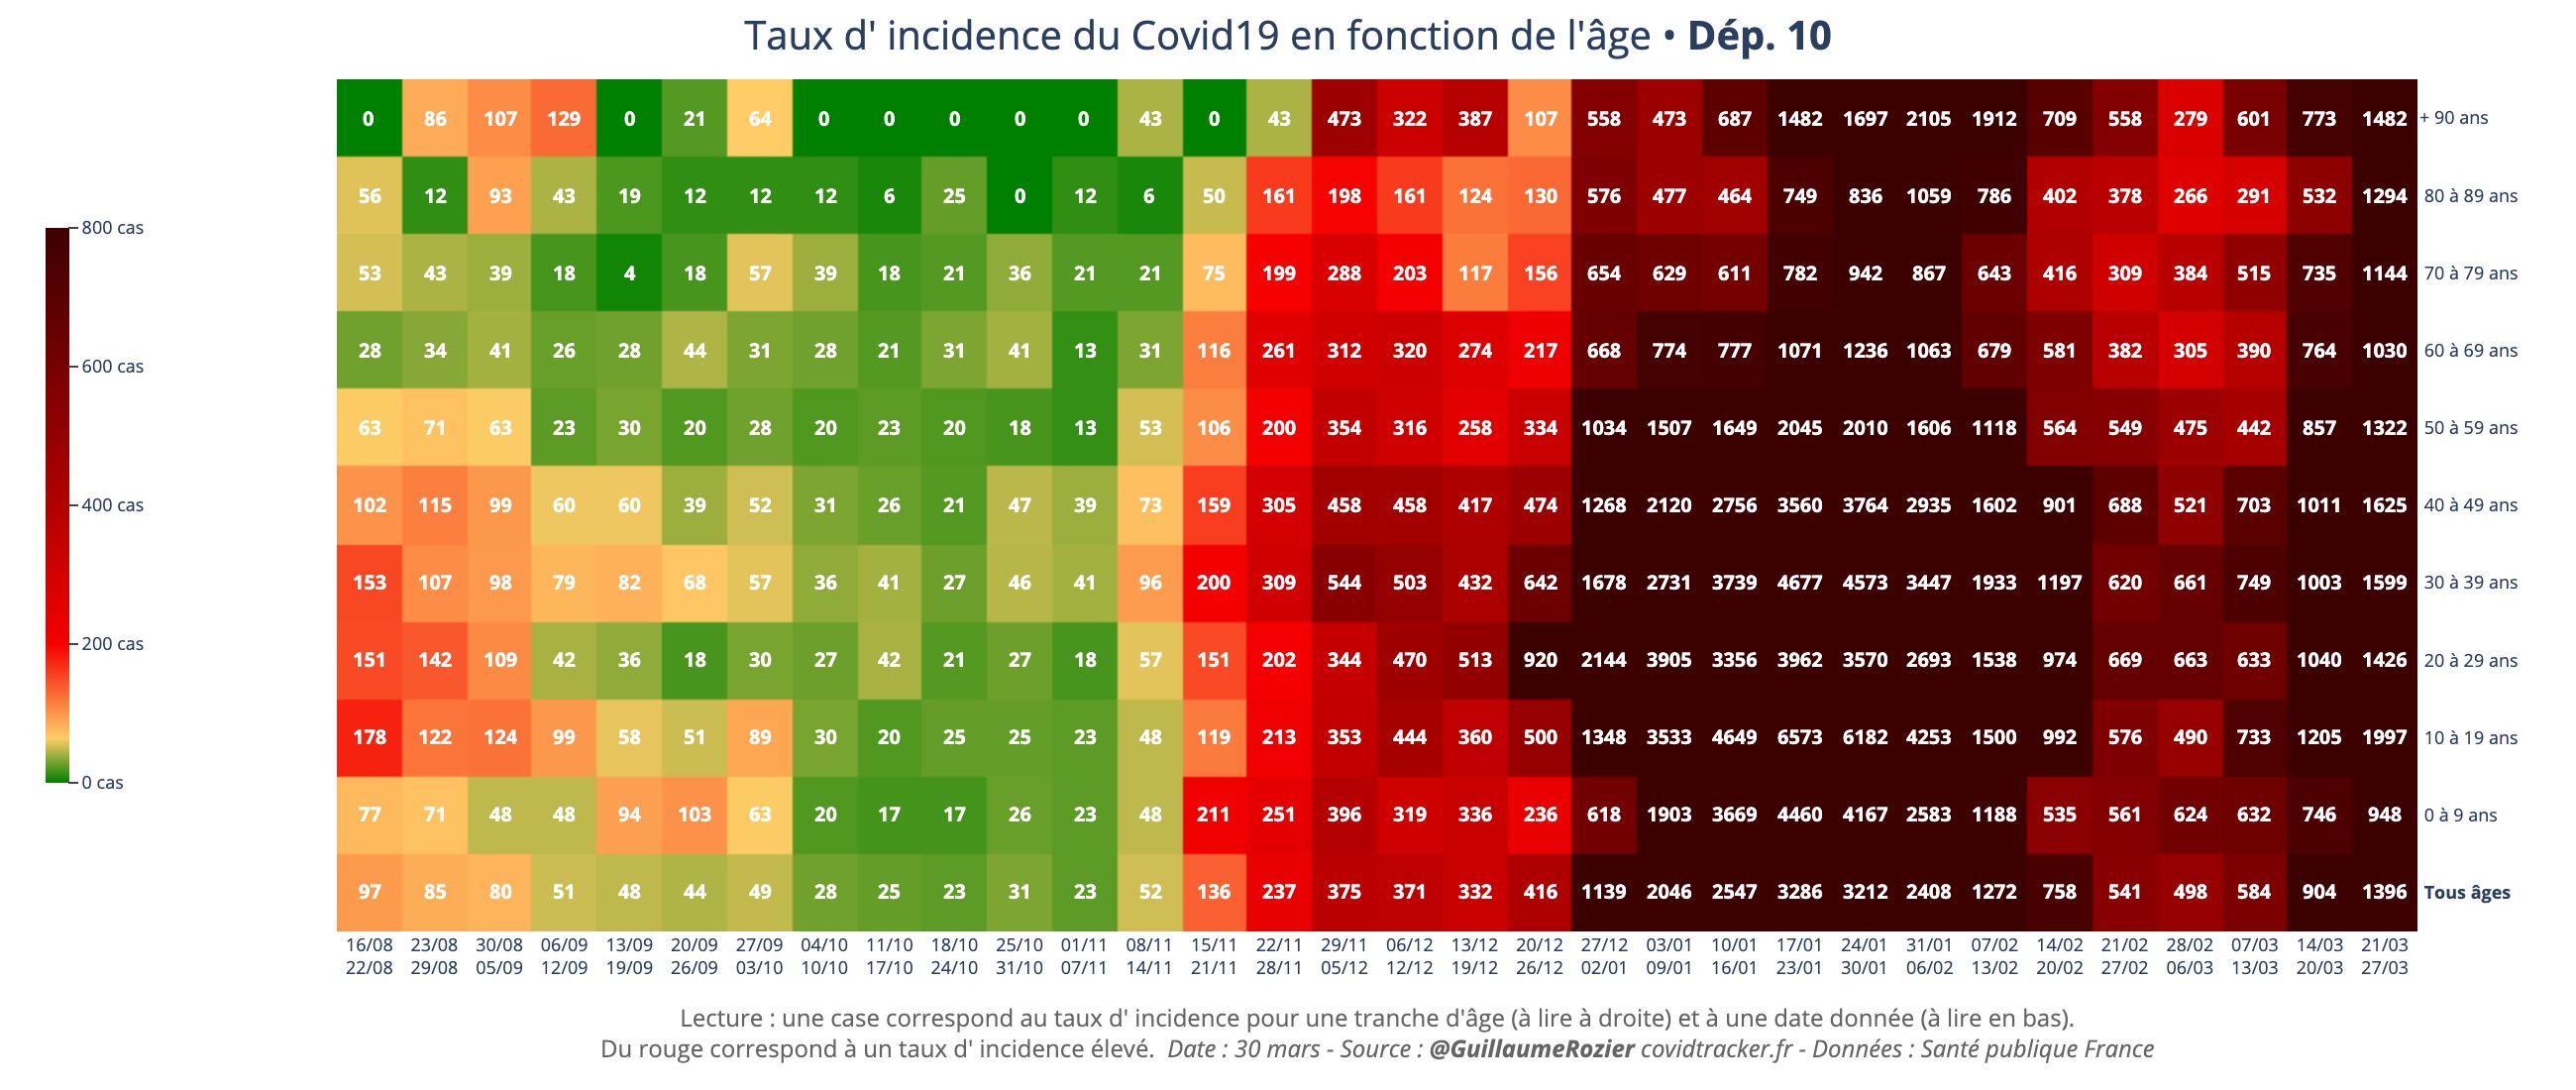 Taux d' incidence du Covid19 en fonction de l'âge • Dép. 10
0 86 107 129 0 21 64 0 0 0 0 0 43 0 43 473 322 387 107 558 473 687 1482 1697 2105 1912 709 558 279 601 773 1482 + 90 ans
56 12 93 43 19 12 12 12 6 25 0 12 6 50 161 198 161 124 130 576 477 464 749 836 1059 786 402 378 266 291 532 1294 80 à 89 ans
800 cas
53 43 39 18 4 18 57 39 18 21 36 21 21 75 199 288 203 117 156 654 629 611 782 942 867 643 416 309 384 515 735 1144 70 à 79 ans
28 34 41 26 28 44 31 28 21 31 41 13 31 116 261 312 320 274 217 668 774 777 1071 1236 1063 679 581 382 305 390 764 1030 60 à 69 ans
600 cas
63 71 63 23 30 20 28 20 23 20 18 13 53 106 200 354 316 258 334 1034 1507 1649 2045 2010 1606 1118 564 549 475 442 857 1322 50 à 59 ans
400 cas
102 115 99 60 60 39 52 31 26 21 47 39 73 159 305 458 458 417 474 1268 2120 2756 3560 3764 2935 1602 901 688 521 703 1011 1625 40 à 49 ans
153 107 98 79 82 68 57 36 41 27 46 41 96 200 309 544 503 432 642 1678 2731 3739 4677 4573 3447 1933 1197 620 661 749 1003 1599 30 à 39 ans
200 cas
151 142 109 42 36 18 30 27 42 21 27 18 57 151 202 344 470 513 920 2144 3905 3356 3962 3570 2693 1538 974 669 663 633 1040 1426 20 à 29 ans
178 122 124 99 58 51 89 30 20 25 25 23 48 119 213 353 444 360 500 1348 3533 4649 6573 6182 4253 1500 992 576 490 733 1205 1997 10 à 19 ans
0 cas
77 71 48 48 94 103 63 20 17 17 26 23 48 211 251 396 319 336 236 618 1903 3669 4460 4167 2583 1188 535 561 624 632 746 948 0 à 9 ans
97 85 80 51 48 44 49 28 25 23 31 23 52 136 237 375 371 332 416 1139 2046 2547 3286 3212 2408 1272 758 541 498 584 904 1396 Tous âges
16/08 23/08 30/08 06/09 13/09 20/09 27/09 04/10 11/10 18/10 25/10 01/11 08/11 15/11 22/11 29/11 06/12 13/12 20/12 27/12 03/01 10/01 17/01 24/01 31/01 07/02 14/02 21/02 28/02 07/03 14/03 21/03
22/08 29/08 05/09 12/09 19/09 26/09 03/10 10/10 17/10 24/10 31/10 07/11 14/11 21/11 28/11 05/12 12/12 19/12 26/12 02/01 09/01 16/01 23/01 30/01 06/02 13/02 20/02 27/02 06/03 13/03 20/03 27/03
Lecture : une case correspond au taux d' incidence pour une tranche d'âge (à lire à droite) et à une date donnée (à lire en bas).
Du rouge correspond à un taux d' incidence élevé. Date : 30 mars - Source : @GuillaumeRozier covidtracker.fr - Données : Santé publique France